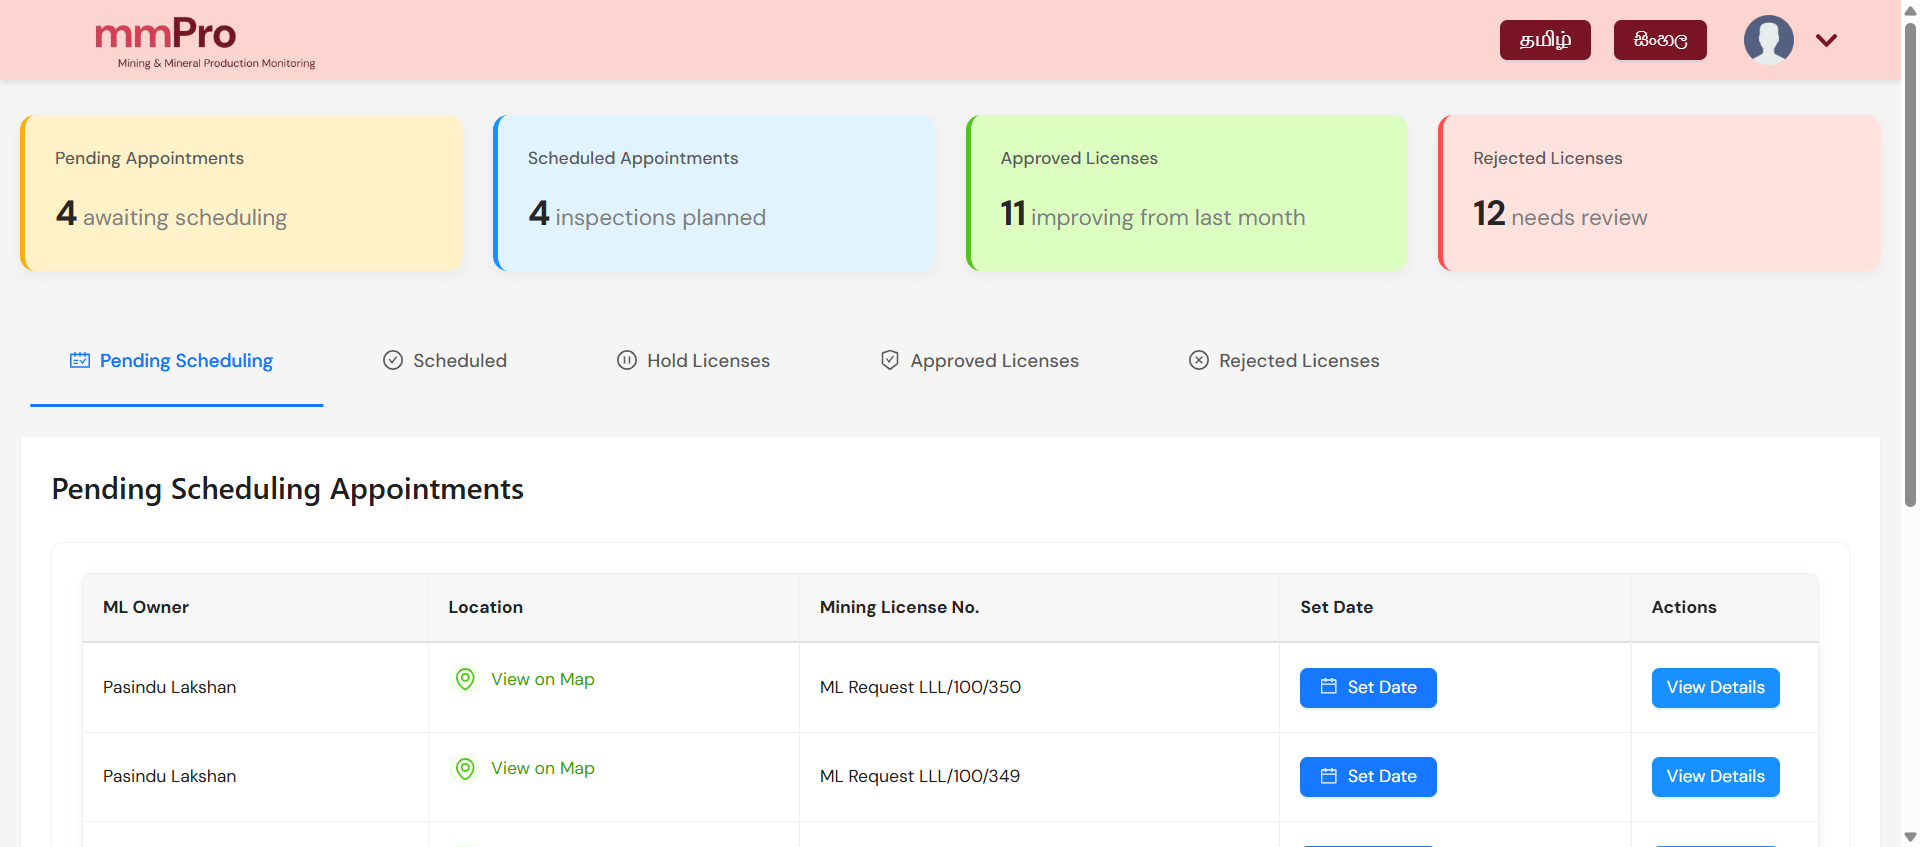 mmPro
Mining & Mineral Production Monitoring
தமிழ்
සිංහල
Pending Appointments
4 awaiting scheduling
Scheduled Appointments
4 inspections planned
Approved Licenses
11 improving from last month
Rejected Licenses
12 needs review
Pending Scheduling
Scheduled
Hold Licenses
Approved Licenses
Rejected Licenses
Pending Scheduling Appointments
ML Owner Location Mining License No. Set Date Actions
Pasindu Lakshan View on Map ML Request LLL/100/350 Set Date View Details
Pasindu Lakshan View on Map ML Request LLL/100/349 Set Date View Details